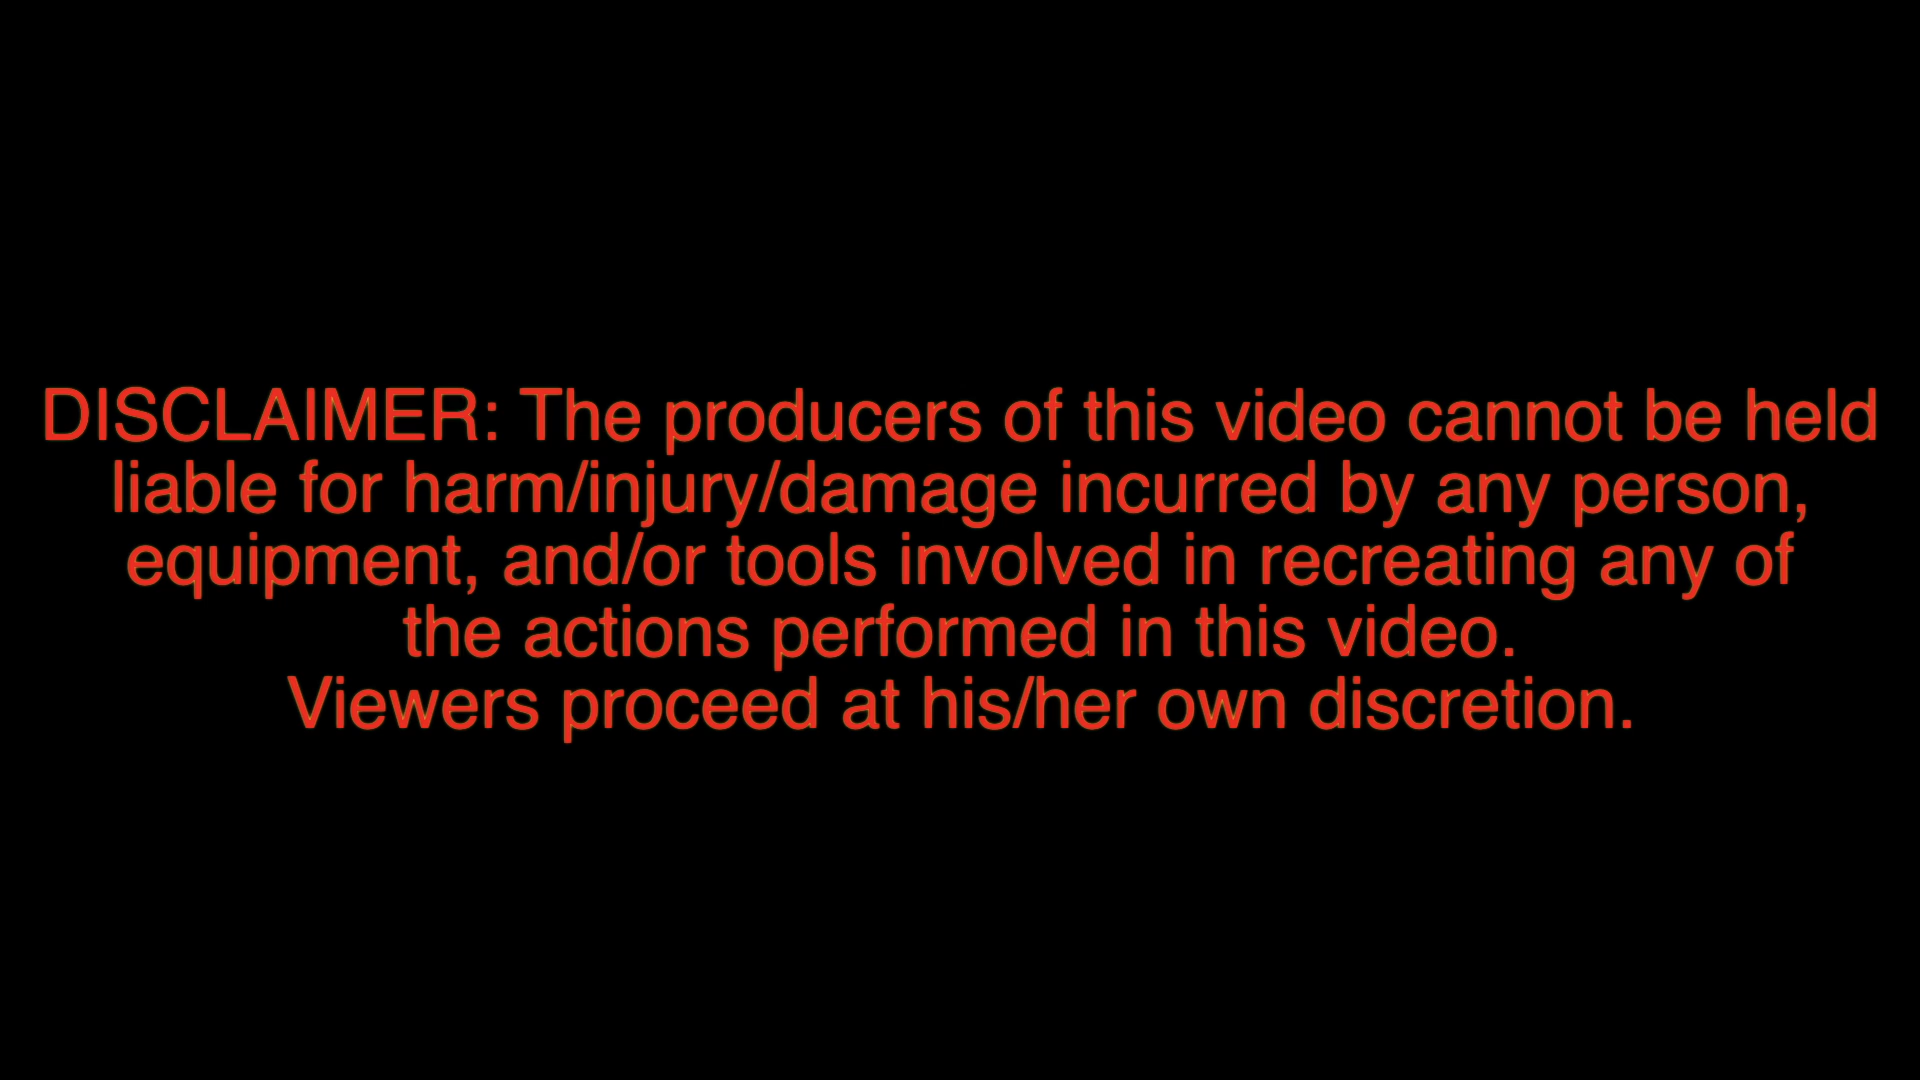 DISCLAIMER: The producers of this video cannot be held
liable for harm/injury/damage incurred by any person,
equipment, and/or tools involved in recreating any of
the actions performed in this video.
Viewers proceed at his/her own discretion.